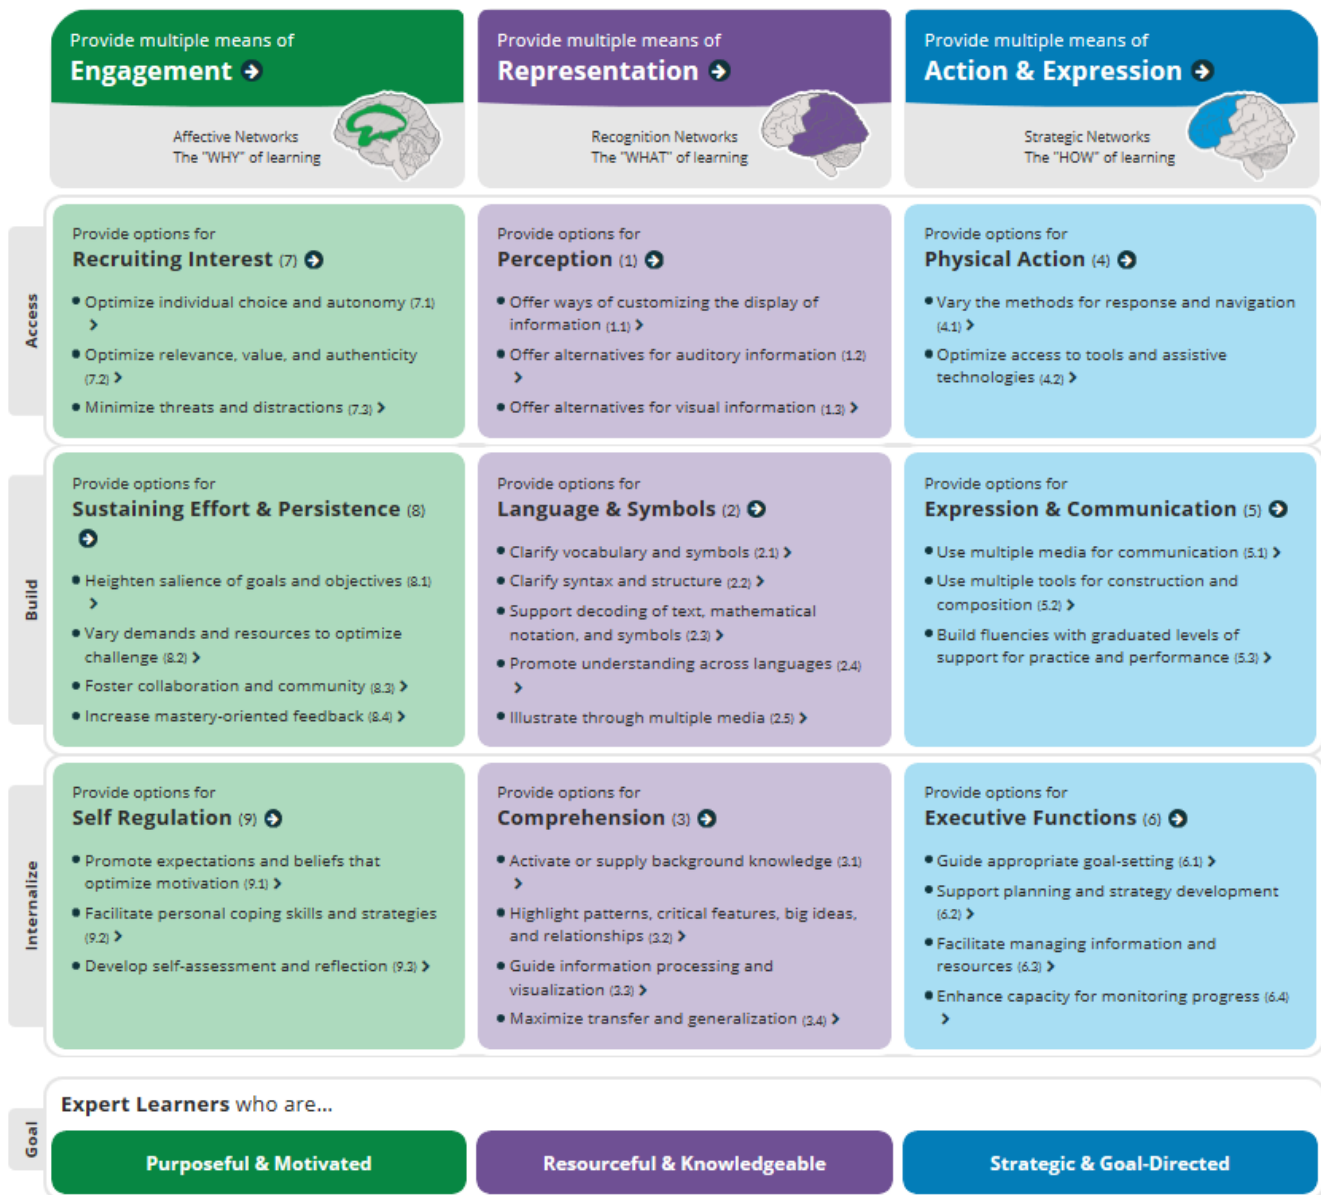 Provide multiple means of
Engagement
Affective Networks
The "WHY" of learning
Provide multiple means of
Representation
Recognition Networks
The "WHAT" of learning
Provide multiple means of
Action & Expression
Strategic Networks
The "HOW" of learning
Access
Provide options for
Recruiting Interest (7)
Optimize individual choice and autonomy (7.1)
Optimize relevance, value, and authenticity
(7.2)
Minimize threats and distractions (7.3)
Provide options for
Perception (1)
Offer ways of customizing the display of
information (1.1)
Offer alternatives for auditory information (1.2)
Offer alternatives for visual information (1.3)
Provide options for
Physical Action (4)
Vary the methods for response and navigation
(4.1)
Optimize access to tools and assistive
technologies (4.2)
Build
Provide options for
Sustaining Effort & Persistence (8)
Heighten salience of goals and objectives (8.1)
Vary demands and resources to optimize
challenge (8.2)
Foster collaboration and community (8.3)
Increase mastery-oriented feedback (8.4)
Provide options for
Language & Symbols (2)
Clarify vocabulary and symbols (2.1)
Clarify syntax and structure (2.2)
Support decoding of text, mathematical
notation, and symbols (2.3)
Promote understanding across languages (2.4)
Illustrate through multiple media (2.5)
Provide options for
Expression & Communication (5)
Use multiple media for communication (5.1)
Use multiple tools for construction and
composition (5.2)
Build fluencies with graduated levels of
support for practice and performance (5.3)
Internalize
Provide options for
Self Regulation (9)
Promote expectations and beliefs that
optimize motivation (9.1)
Facilitate personal coping skills and strategies
(9.2)
Develop self-assessment and reflection (9.3)
Provide options for
Comprehension (3)
Activate or supply background knowledge (3.1)
Highlight patterns, critical features, big ideas,
and relationships (3.2)
Guide information processing and
visualization (3.3)
Maximize transfer and generalization (3.4)
Provide options for
Executive Functions (6)
Guide appropriate goal-setting (6.1)
Support planning and strategy development
(6.2)
Facilitate managing information and
resources (6.3)
Enhance capacity for monitoring progress (6.4)
Goal
Expert Learners who are...
Purposeful & Motivated
Resourceful & Knowledgeable
Strategic & Goal-Directed